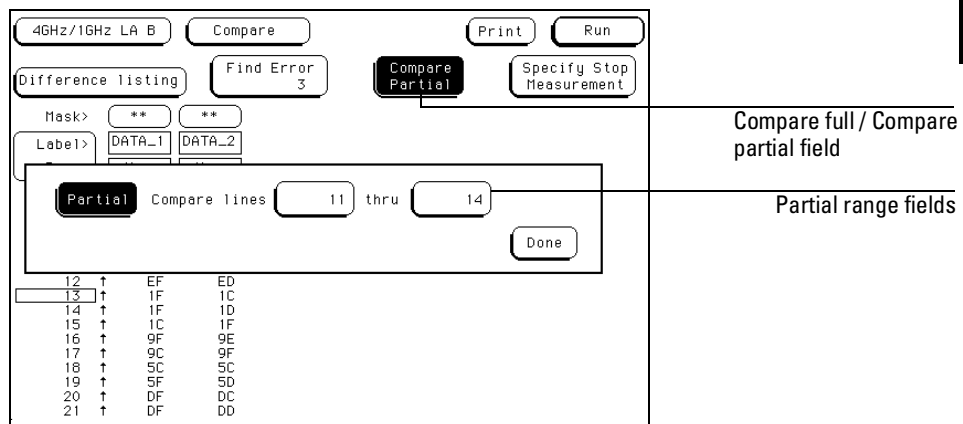 4GHz/1GHz LA B Compare Print Run
Difference listing Find Error 3 Compare Partial Specify Stop Measurement
Mask> ** **
Label> DATA_1 DATA_2
Compare full / Compare partial field
Partial Compare lines 11 thru 14
Partial range fields
Done
12 ↑ EF ED
13 ↑ 1F 1C
14 ↑ 1F 1D
15 ↑ 1C 1F
16 ↑ 9F 9E
17 ↑ 9C 9F
18 ↑ 5C 5C
19 ↑ 5F 5D
20 ↑ DF DC
21 ↑ DF DD